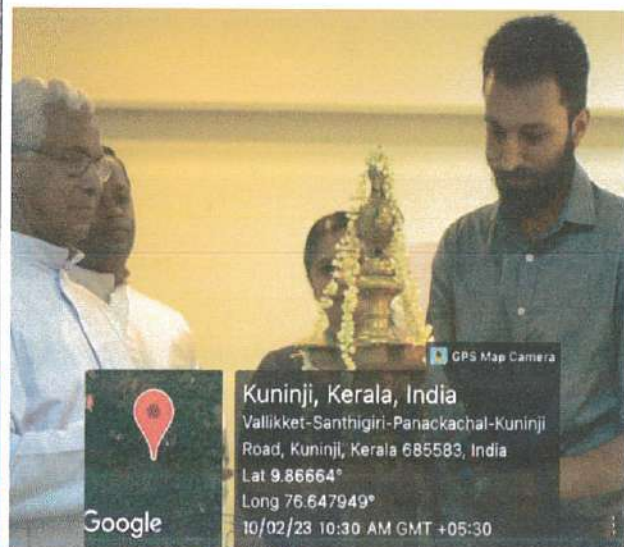 GPS Map Camera
Kuninji, Kerala, India
Vallikket-Santhigiri-Panackachal-Kuninji
Road, Kuninji, Kerala 685583, India
Lat 9.86664°
Long 76.647949°
10/02/23 10:30 AM GMT +05:30
Google